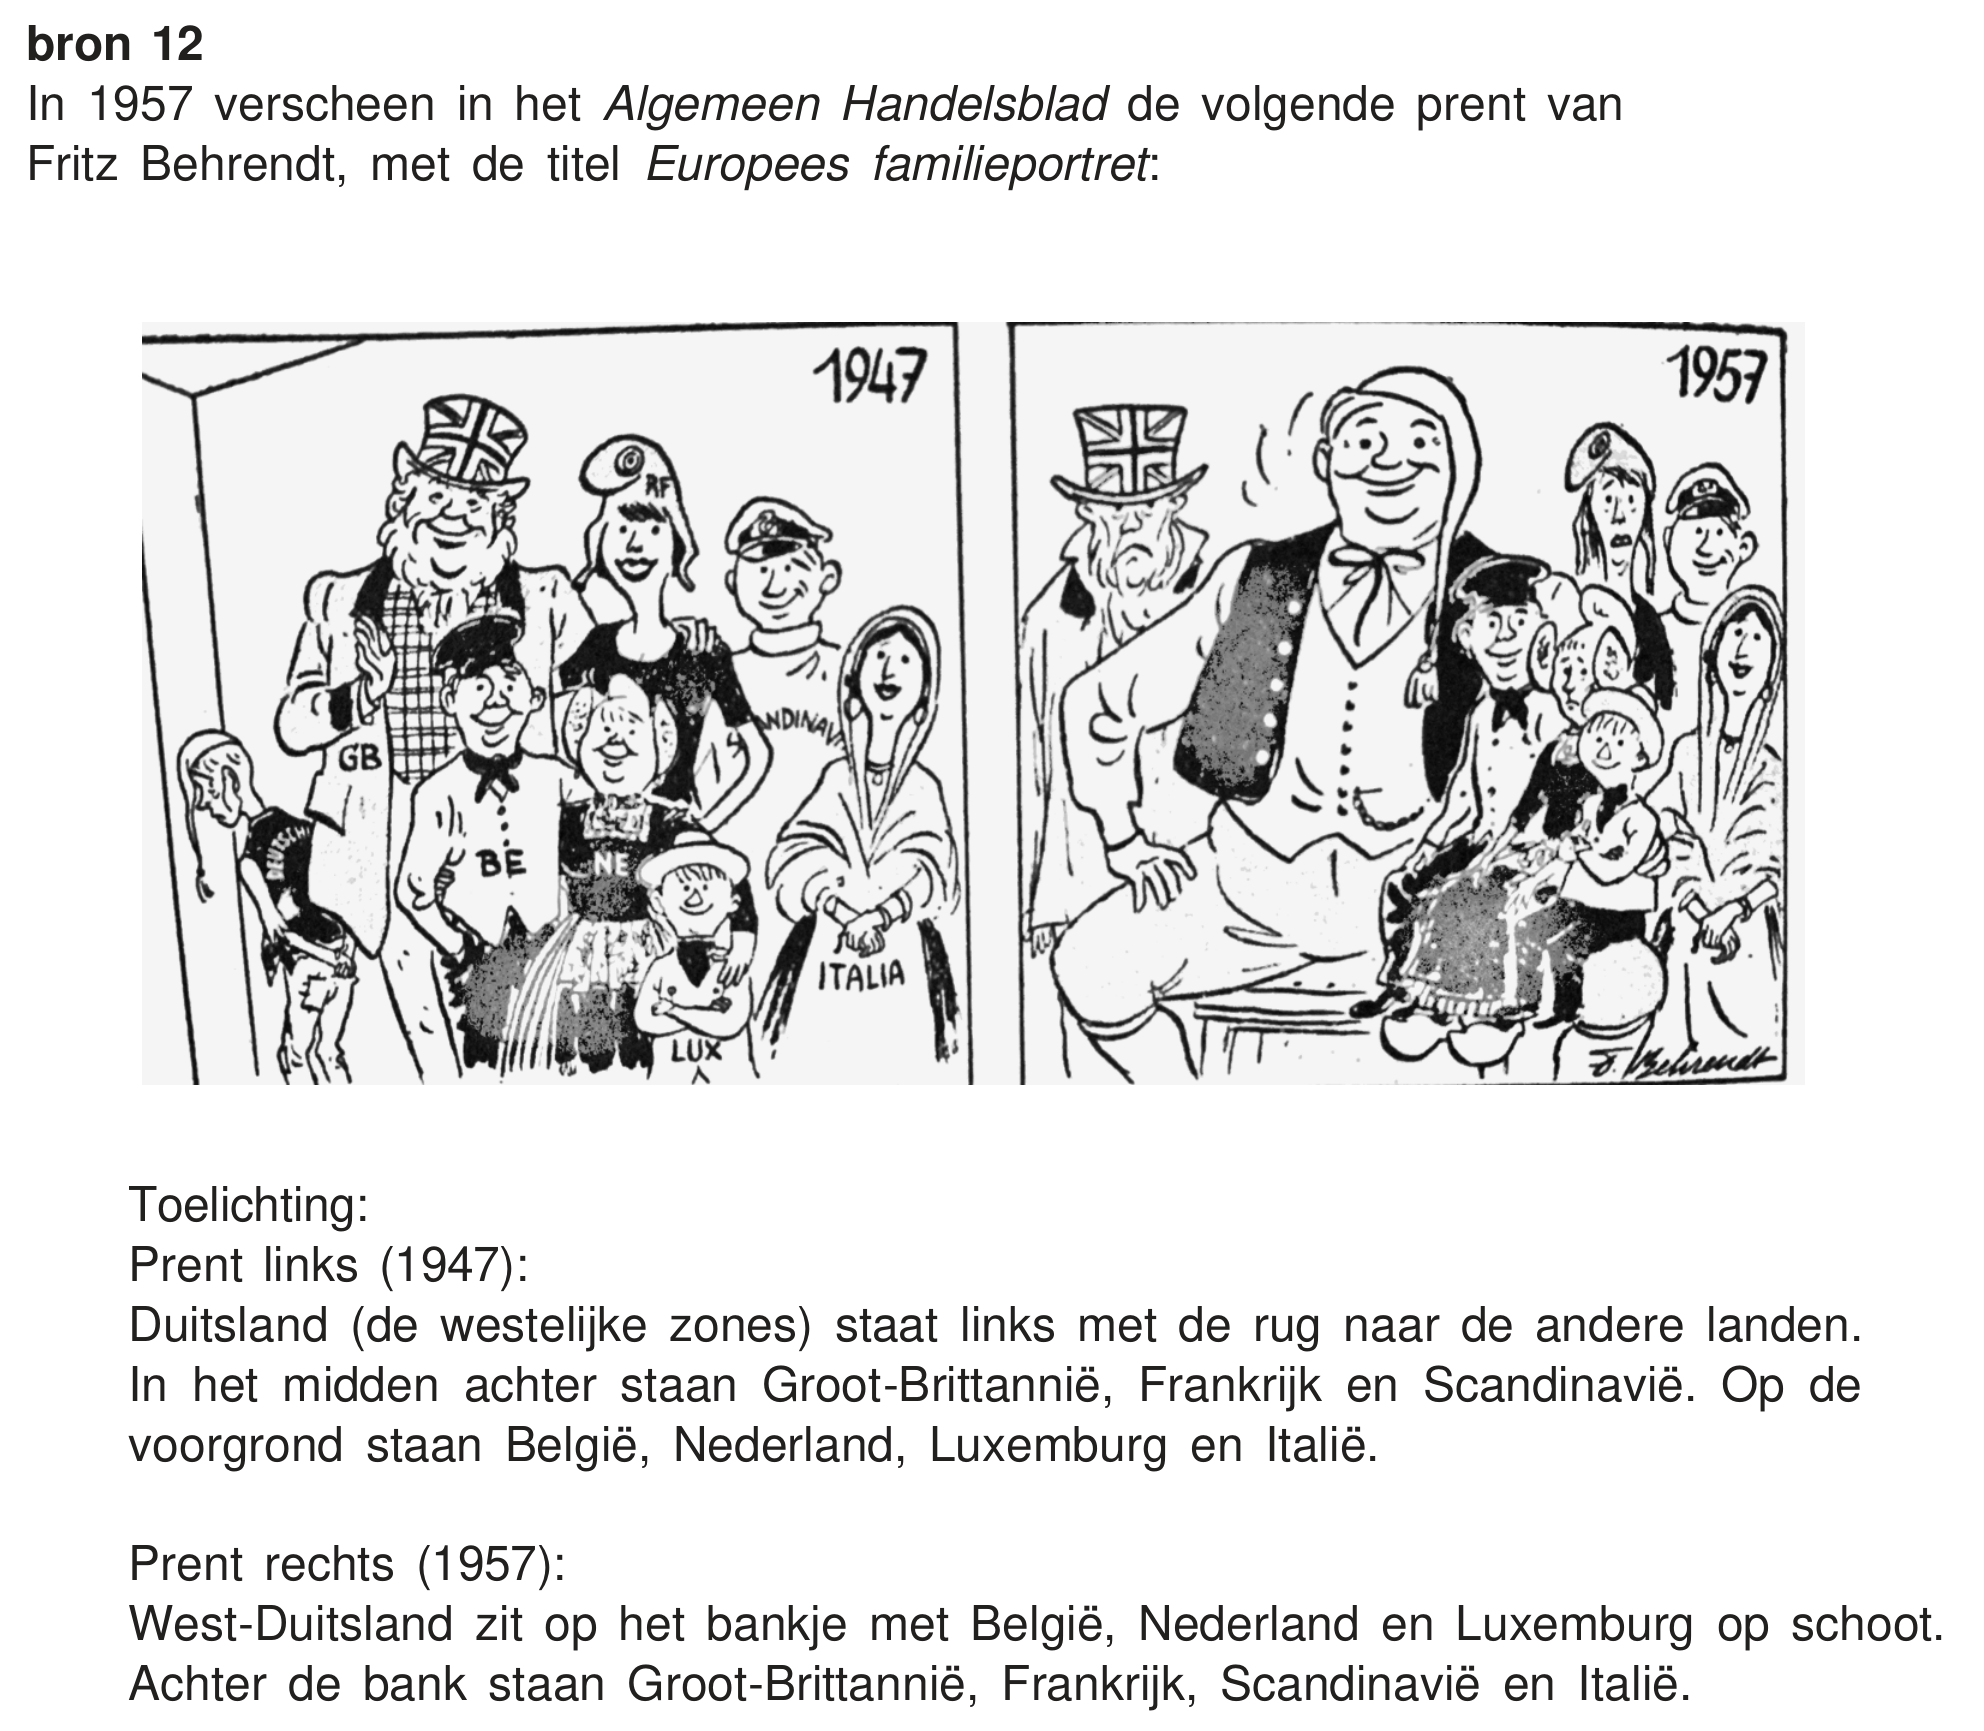 bron 12
In 1957 verscheen in het Algemeen Handelsblad de volgende prent van
Fritz Behrendt, met de titel Europees familieportret:
1947
1957
RF
ANDINAV
GB
DEUTSCH
BE
NE
ITALIA
LUX
F. Behrendt
Toelichting:
Prent links (1947):
Duitsland (de westelijke zones) staat links met de rug naar de andere landen.
In het midden achter staan Groot-Brittannië, Frankrijk en Scandinavië. Op de
voorgrond staan België, Nederland, Luxemburg en Italië.
Prent rechts (1957):
West-Duitsland zit op het bankje met België, Nederland en Luxemburg op schoot.
Achter de bank staan Groot-Brittannië, Frankrijk, Scandinavië en Italië.